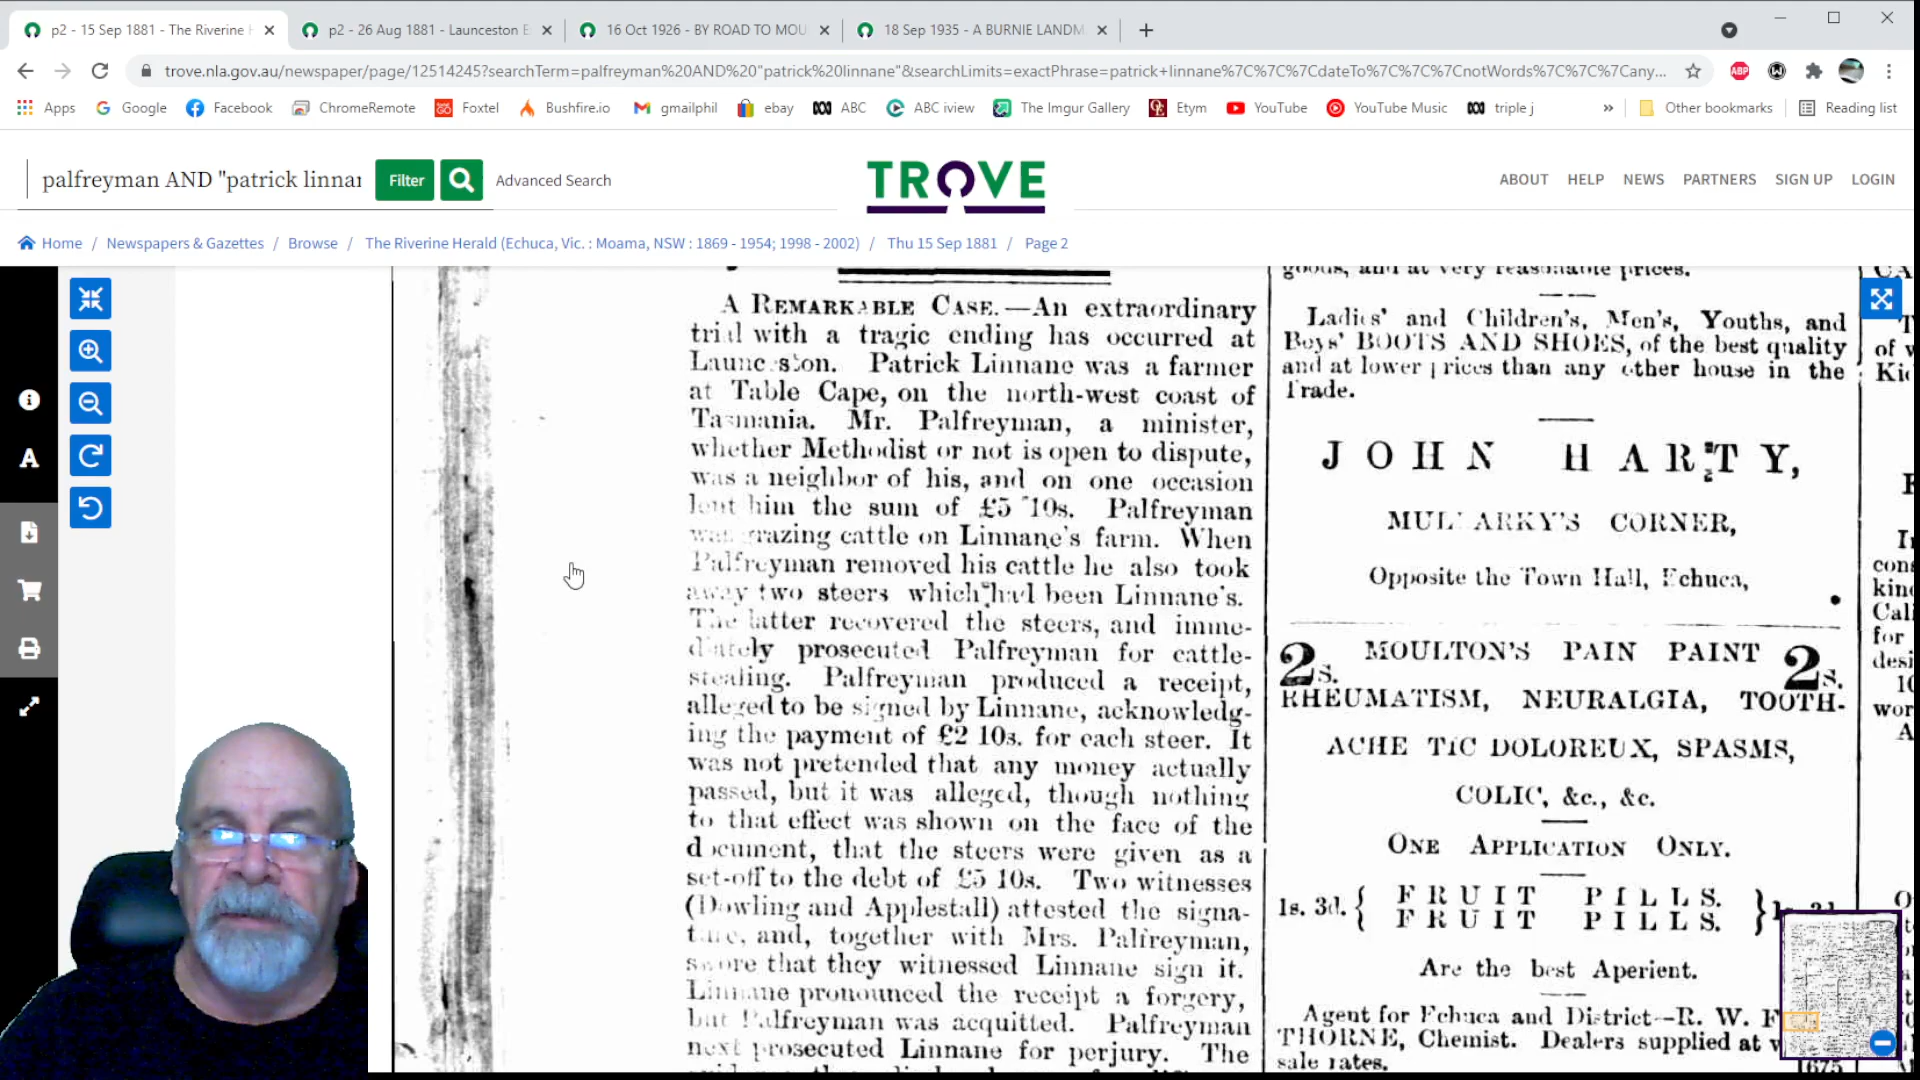 p2 - 15 Sep 1881 - The Riverine
p2 - 26 Aug 1881 - Launceston E
16 Oct 1926 - BY ROAD TO MOU
18 Sep 1935 - A BURNIE LANDM
trove.nla.gov.au/newspaper/page/12514245?searchTerm=palfreyman%20AND%20"patrick%20linnane"&searchLimits=exactPhrase=patrick+linnane%7C%7C%7CdateTo%7C%7C%7CnotWords%7C%7C%7Cany...
ABP
Apps Google Facebook ChromeRemote Foxtel Bushfire.io gmailphil ebay ABC ABC iview The Imgur Gallery Etym YouTube YouTube Music triple j » Other bookmarks Reading list
palfreyman AND "patrick linnan
Filter
Advanced Search
TROVE
ABOUT HELP NEWS PARTNERS SIGN UP LOGIN
Home / Newspapers & Gazettes / Browse / The Riverine Herald (Echuca, Vic. : Moama, NSW : 1869 - 1954; 1998 - 2002) / Thu 15 Sep 1881 / Page 2
A REMARKABLE CASE.—An extraordinary
trial with a tragic ending has occurred at
Launceston. Patrick Linnane was a farmer
at Table Cape, on the north-west coast of
Tasmania. Mr. Palfreyman, a minister,
whether Methodist or not is open to dispute,
was a neighbor of his, and on one occasion
lent him the sum of £5 10s. Palfreyman
was grazing cattle on Linnane's farm. When
Palfreyman removed his cattle he also took
away two steers which had been Linnane's.
The latter recovered the steers, and imme-
diately prosecuted Palfreyman for cattle-
stealing. Palfreyman produced a receipt,
alleged to be signed by Linnane, acknowledg-
ing the payment of £2 10s. for each steer. It
was not pretended that any money actually
passed, but it was alleged, though nothing
to that effect was shown on the face of the
document, that the steers were given as a
set-off to the debt of £5 10s. Two witnesses
(Dowling and Applestall) attested the signa-
ture, and, together with Mrs. Palfreyman,
swore that they witnessed Linnane sign it.
Linnane pronounced the receipt a forgery,
but Palfreyman was acquitted. Palfreyman
next prosecuted Linnane for perjury. The
goods, and at very reasonable prices.
Ladies' and Children's, Men's, Youths, and
Boys' BOOTS AND SHOES, of the best quality
and at lower prices than any other house in the
Trade.
JOHN HARTY,
MULLARKY'S CORNER,
Opposite the Town Hall, Echuca,
2s. MOULTON'S PAIN PAINT 2s.
RHEUMATISM, NEURALGIA, TOOTH-
ACHE TIC DOLOREUX, SPASMS,
COLIC, &c., &c.
ONE APPLICATION ONLY.
1s. 3d. { FRUIT PILLS. } 1s. 3d.
FRUIT PILLS.
Are the best Aperient.
Agent for Echuca and District—R. W. F
THORNE, Chemist. Dealers supplied at w
sale rates.
1675